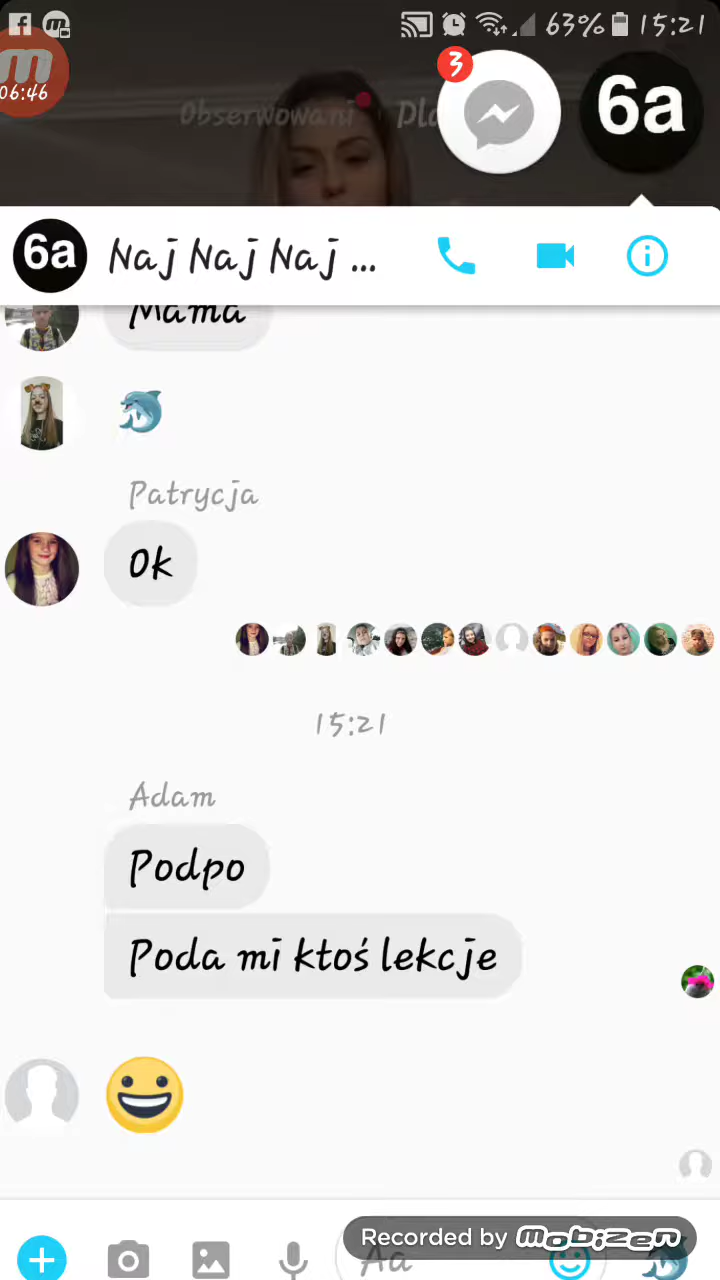 63% 15:21
06:46
3
Obserwowani
6a
6a Naj Naj Naj ...
Mama
Patrycja
Ok
15:21
Adam
Podpo
Poda mi ktoś lekcje
Aa
Recorded by mobizen